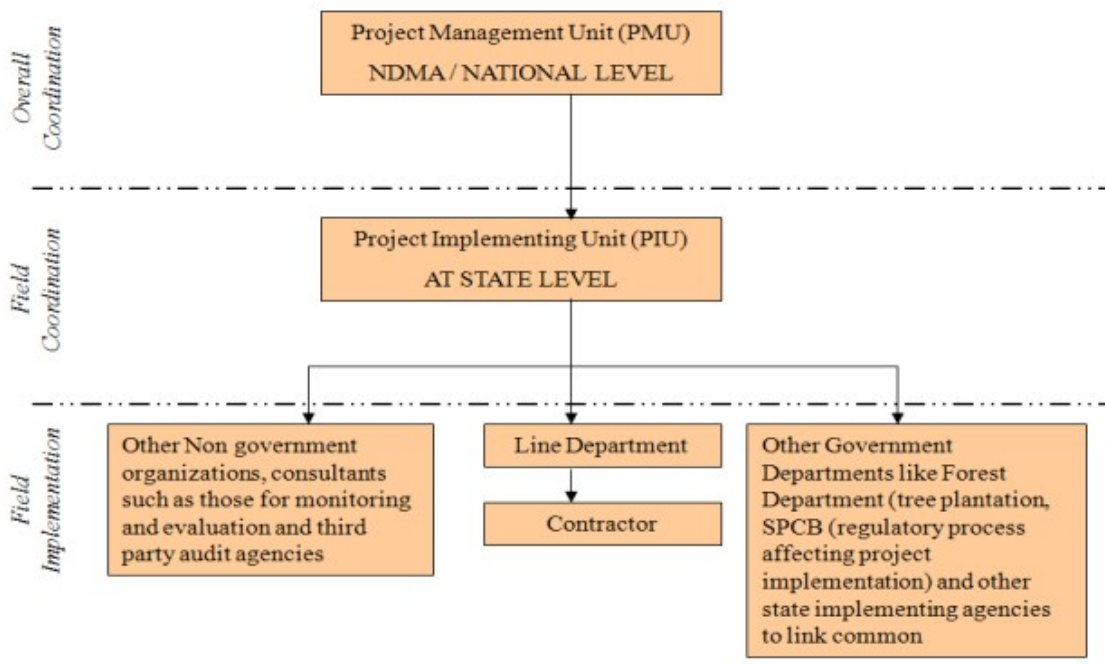 Overall
Coordination
Project Management Unit (PMU)
NDMA / NATIONAL LEVEL
Field
Coordination
Project Implementing Unit (PIU)
AT STATE LEVEL
Field
Implementation
Other Non government
organizations, consultants
such as those for monitoring
and evaluation and third
party audit agencies
Line Department
Contractor
Other Government
Departments like Forest
Department (tree plantation,
SPCB (regulatory process
affecting project
implementation) and other
state implementing agencies
to link common